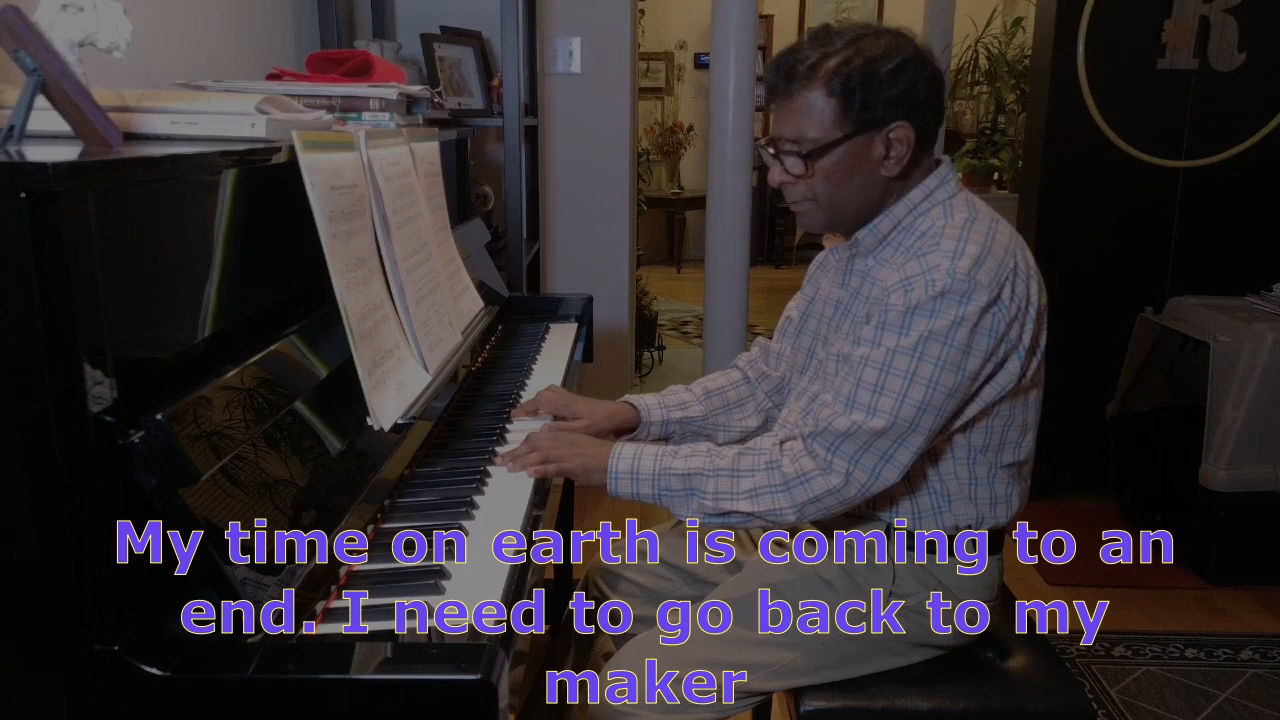 R
My time on earth is coming to an
end. I need to go back to my
maker